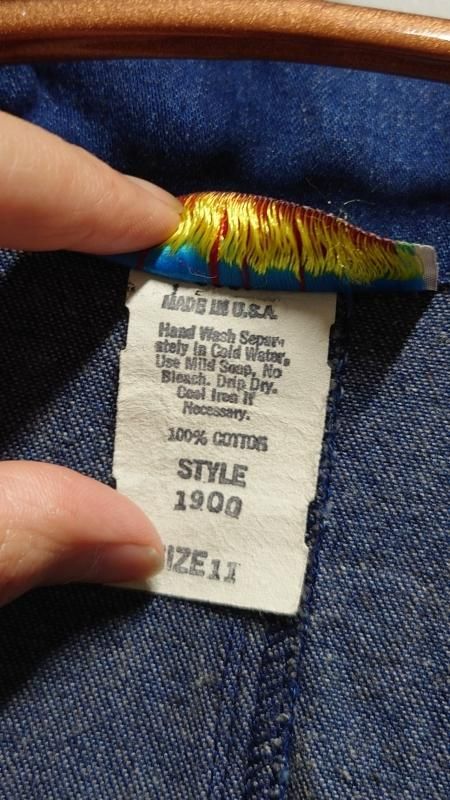 MADE IN U.S.A.
Hand Wash Separ-
ately in Cold Water.
Use Mild Soap, No
Bleach. Drip Dry.
Cool Iron If
Necessary.
100% COTTON
STYLE
1900
IZE 11